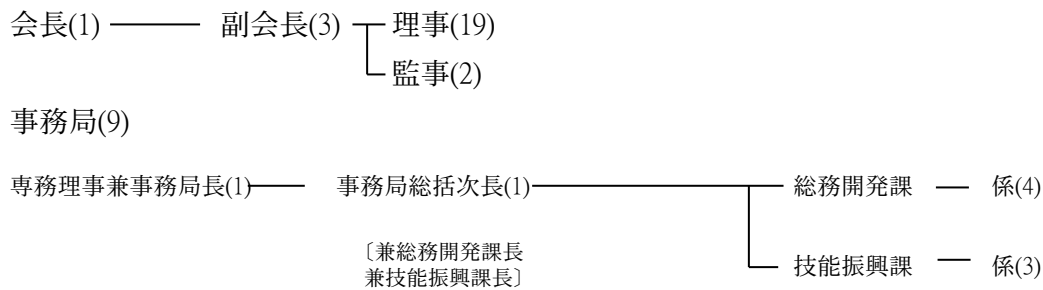 会長(1) 副会長(3) 理事(19)
監事(2)
事務局(9)
専務理事兼事務局長(1) 事務局総括次長(1) 総務開発課 係(4)
〔兼総務開発課長
兼技能振興課長〕 技能振興課 係(3)